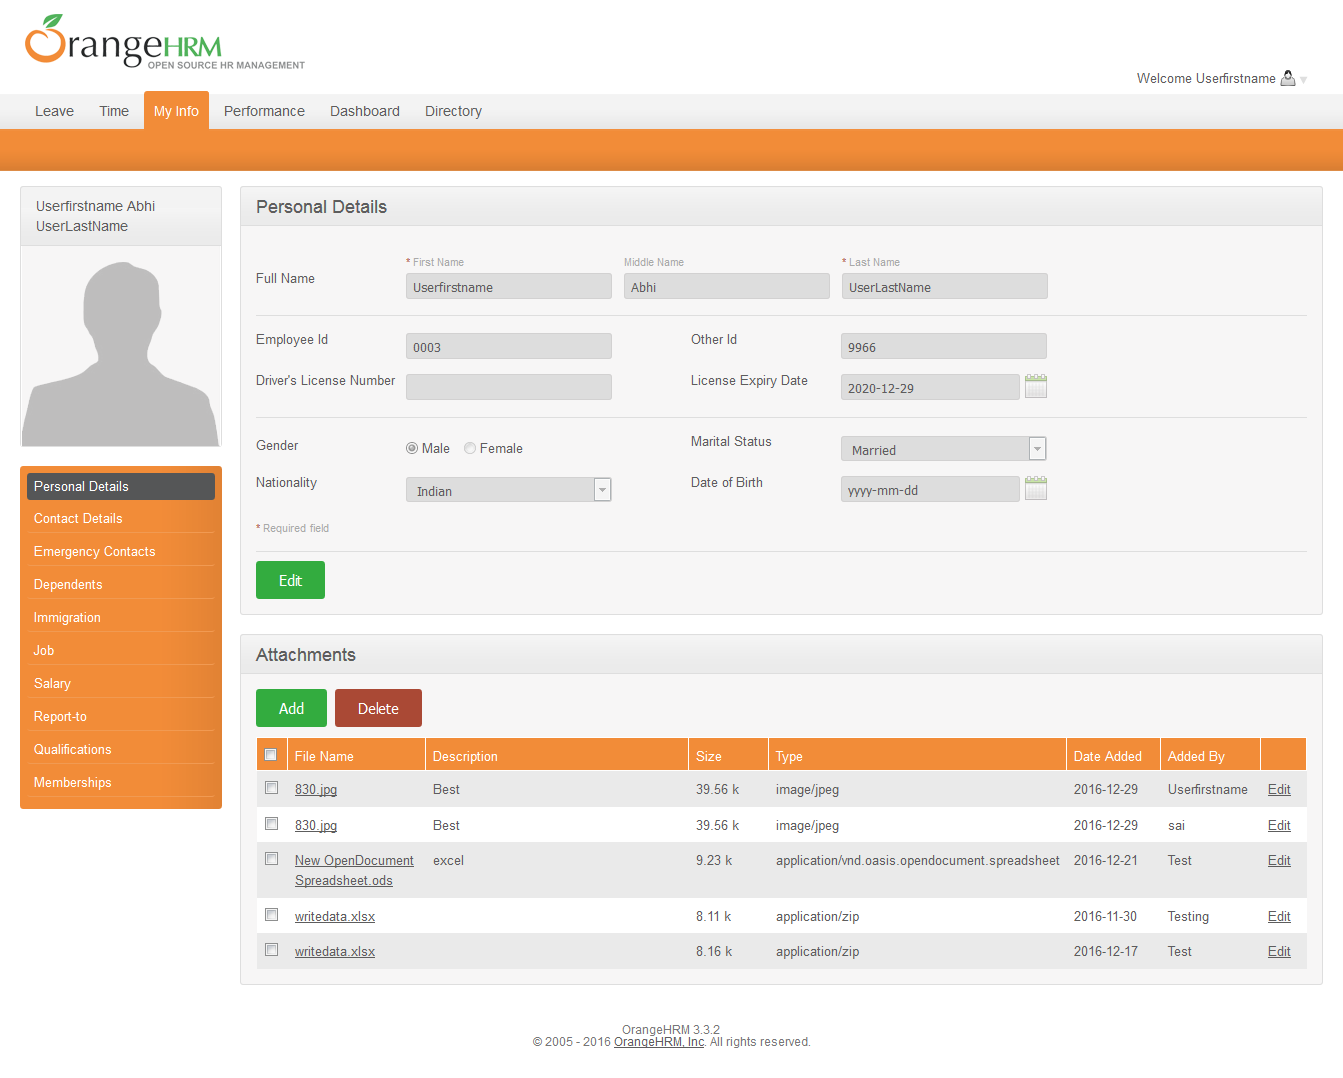 OrangeHRM
OPEN SOURCE HR MANAGEMENT
Welcome Userfirstname
Leave Time My Info Performance Dashboard Directory
Userfirstname Abhi
UserLastName
Personal Details
Full Name
* First Name Middle Name * Last Name
Userfirstname Abhi UserLastName
Employee Id 0003 Other Id 9966
Driver's License Number License Expiry Date 2020-12-29
Gender Male Female Marital Status Married
Nationality Indian Date of Birth yyyy-mm-dd
* Required field
Edit
Personal Details
Contact Details
Emergency Contacts
Dependents
Immigration
Job
Salary
Report-to
Qualifications
Memberships
Attachments
Add Delete
File Name Description Size Type Date Added Added By
830.jpg Best 39.56 k image/jpeg 2016-12-29 Userfirstname Edit
830.jpg Best 39.56 k image/jpeg 2016-12-29 sai Edit
New OpenDocument excel 9.23 k application/vnd.oasis.opendocument.spreadsheet 2016-12-21 Test Edit
Spreadsheet.ods
writedata.xlsx 8.11 k application/zip 2016-11-30 Testing Edit
writedata.xlsx 8.16 k application/zip 2016-12-17 Test Edit
OrangeHRM 3.3.2
© 2005 - 2016 OrangeHRM, Inc. All rights reserved.